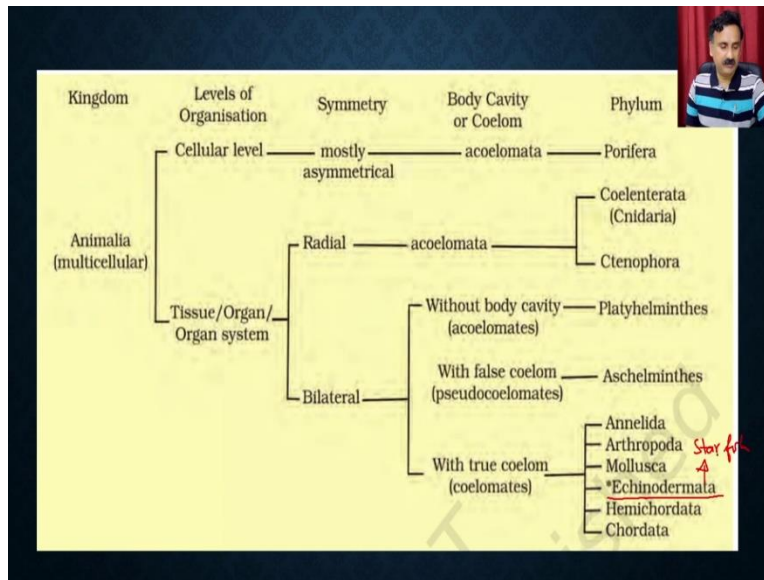 Kingdom
Levels of
Organisation
Symmetry
Body Cavity
or Coelom
Phylum
Cellular level
mostly
asymmetrical
acoelomata
Porifera
Animalia
(multicellular)
Radial
acoelomata
Coelenterata
(Cnidaria)
Ctenophora
Tissue/Organ/
Organ system
Bilateral
Without body cavity
(acoelomates)
Platyhelminthes
With false coelom
(pseudocoelomates)
Aschelminthes
With true coelom
(coelomates)
Annelida
Arthropoda
Star
Mollusca
*Echinodermata
Hemichordata
Chordata